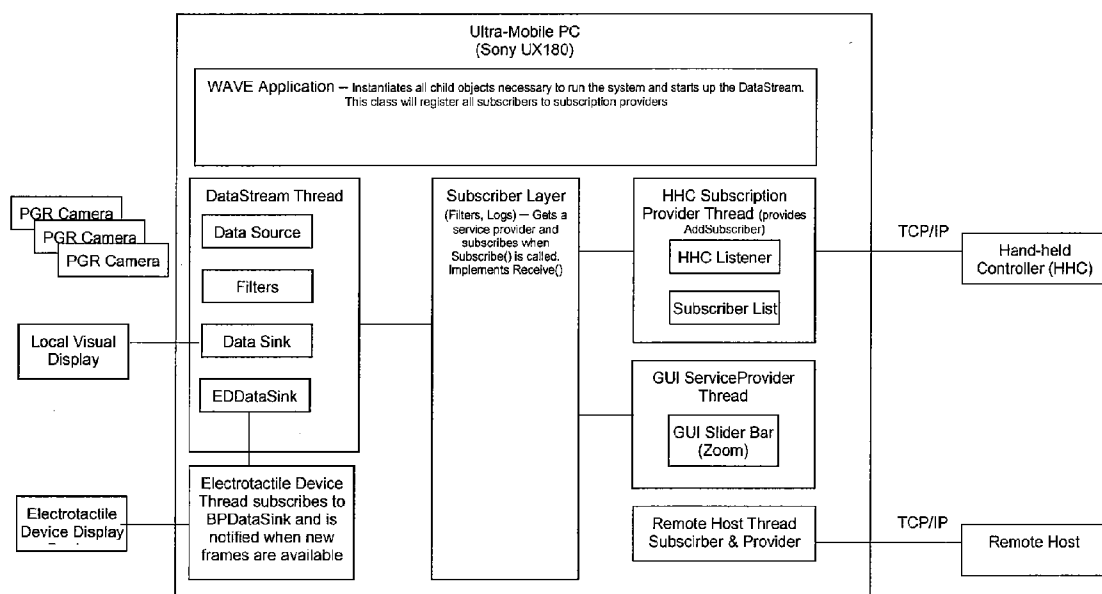 Ultra-Mobile PC
(Sony UX180)
WAVE Application – Instantiates all child objects necessary to run the system and starts up the DataStream.
This class will register all subscribers to subscription providers
PGR Camera
PGR Camera
PGR Camera
Local Visual
Display
Electrotactile
Device Display
DataStream Thread
Data Source
Filters
Data Sink
EDDataSink
Electrotactile Device
Thread subscribes to
BPDataSink and is
notified when new
frames are available
Subscriber Layer
(Filters, Logs) – Gets a
service provider and
subscribes when
Subscribe() is called.
Implements Receive()
HHC Subscription
Provider Thread (provides
AddSubscriber)
HHC Listener
Subscriber List
GUI ServiceProvider
Thread
GUI Slider Bar
(Zoom)
Remote Host Thread
Subscirber & Provider
TCP/IP
Hand-held
Controller (HHC)
TCP/IP
Remote Host